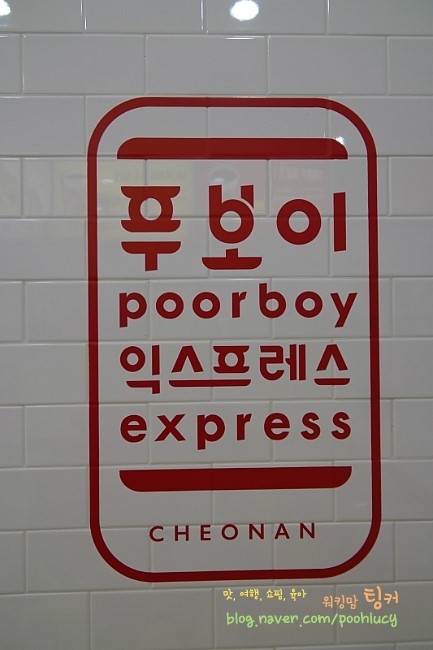 푸보이
poorboy
익스프레스
express
CHEONAN
맛, 여행, 쇼핑, 육아 워킹맘 팅커
blog.naver.com/poohlucy